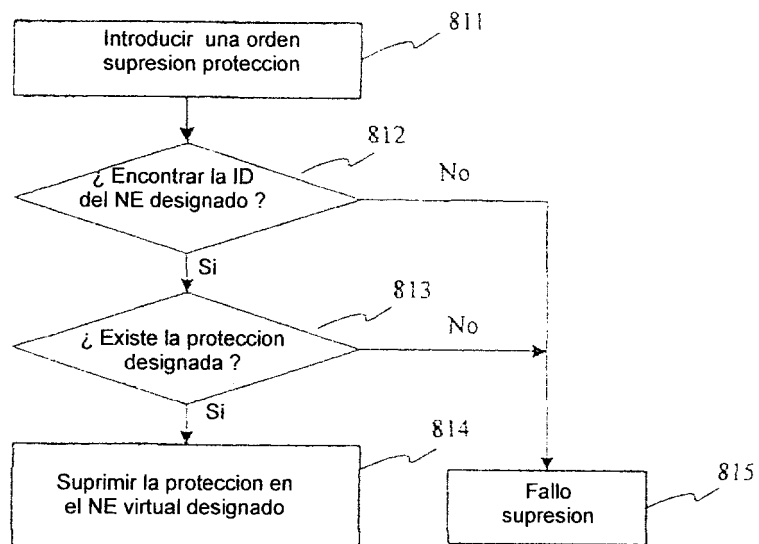 Introducir una orden
supresion proteccion
811
¿ Encontrar la ID
del NE designado ?
812
No
Si
¿ Existe la proteccion
designada ?
813
No
Si
Suprimir la proteccion en
el NE virtual designado
814
Fallo
supresion
815